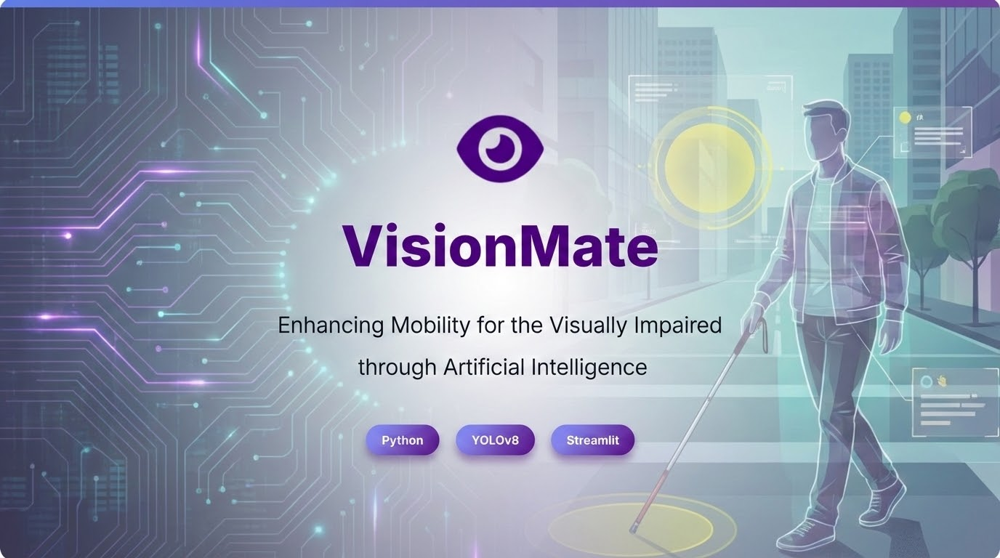 VisionMate
Enhancing Mobility for the Visually Impaired
through Artificial Intelligence
Python YOLOv8 Streamlit